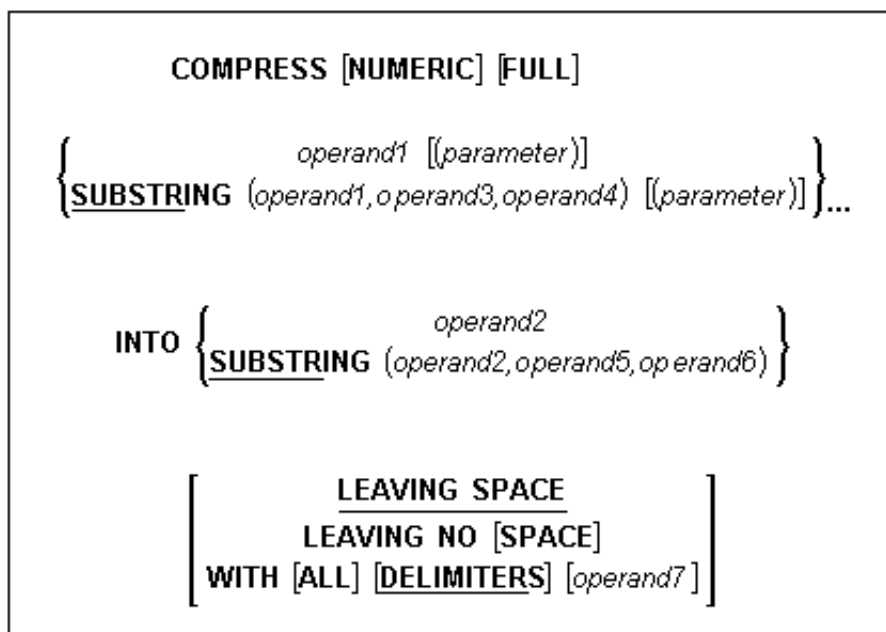 COMPRESS [NUMERIC] [FULL]
operand1 [(parameter)]
SUBSTRING (operand1,operand3,operand4) [(parameter)] ...
INTO
operand2
SUBSTRING (operand2,operand5,operand6)
LEAVING SPACE
LEAVING NO [SPACE]
WITH [ALL] [DELIMITERS] [operand7]